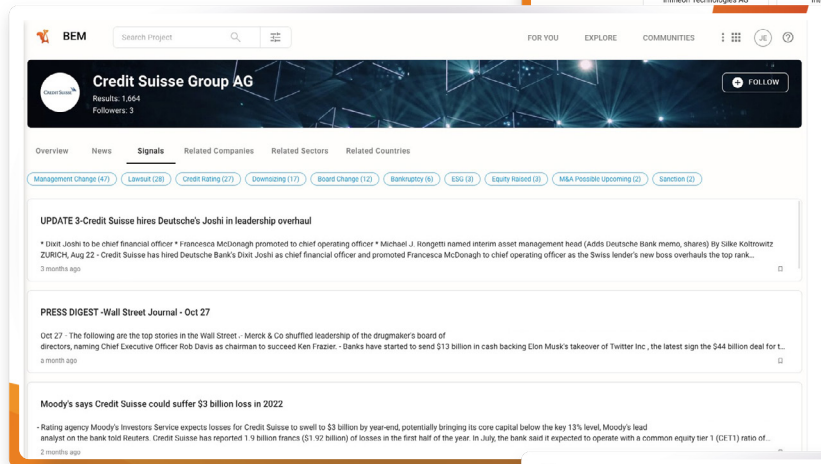 Infineon Technologies AG
BEM
Search Project
FOR YOU EXPLORE COMMUNITIES JE
CREDIT SUISSE
Credit Suisse Group AG
Results: 1,664
Followers: 3
FOLLOW
Overview News Signals Related Companies Related Sectors Related Countries
Management Change (47) Lawsuit (28) Credit Rating (27) Downsizing (17) Board Change (12) Bankruptcy (6) ESG (3) Equity Raised (3) M&A Possible Upcoming (2) Sanction (2)
UPDATE 3-Credit Suisse hires Deutsche's Joshi in leadership overhaul
* Dixit Joshi to be chief financial officer * Francesca McDonagh promoted to chief operating officer * Michael J. Rongetti named interim asset management head (Adds Deutsche Bank memo, shares) By Silke Koltrowitz
ZURICH, Aug 22 - Credit Suisse has hired Deutsche Bank's Dixit Joshi as chief financial officer and promoted Francesca McDonagh to chief operating officer as the Swiss lender's new boss overhauls the top rank...
3 months ago
PRESS DIGEST -Wall Street Journal - Oct 27
Oct 27 - The following are the top stories in the Wall Street .- Merck & Co shuffled leadership of the drugmaker's board of
directors, naming Chief Executive Officer Rob Davis as chairman to succeed Ken Frazier. - Banks have started to send $13 billion in cash backing Elon Musk's takeover of Twitter Inc , the latest sign the $44 billion deal for t...
a month ago
Moody's says Credit Suisse could suffer $3 billion loss in 2022
- Rating agency Moody's Investors Service expects losses for Credit Suisse to swell to $3 billion by year-end, potentially bringing its core capital below the key 13% level, Moody's lead
analyst on the bank told Reuters. Credit Suisse has reported 1.9 billion francs ($1.92 billion) of losses in the first half of the year. In July, the bank said it expected to operate with a common equity tier 1 (CET1) ratio of...
2 months ago